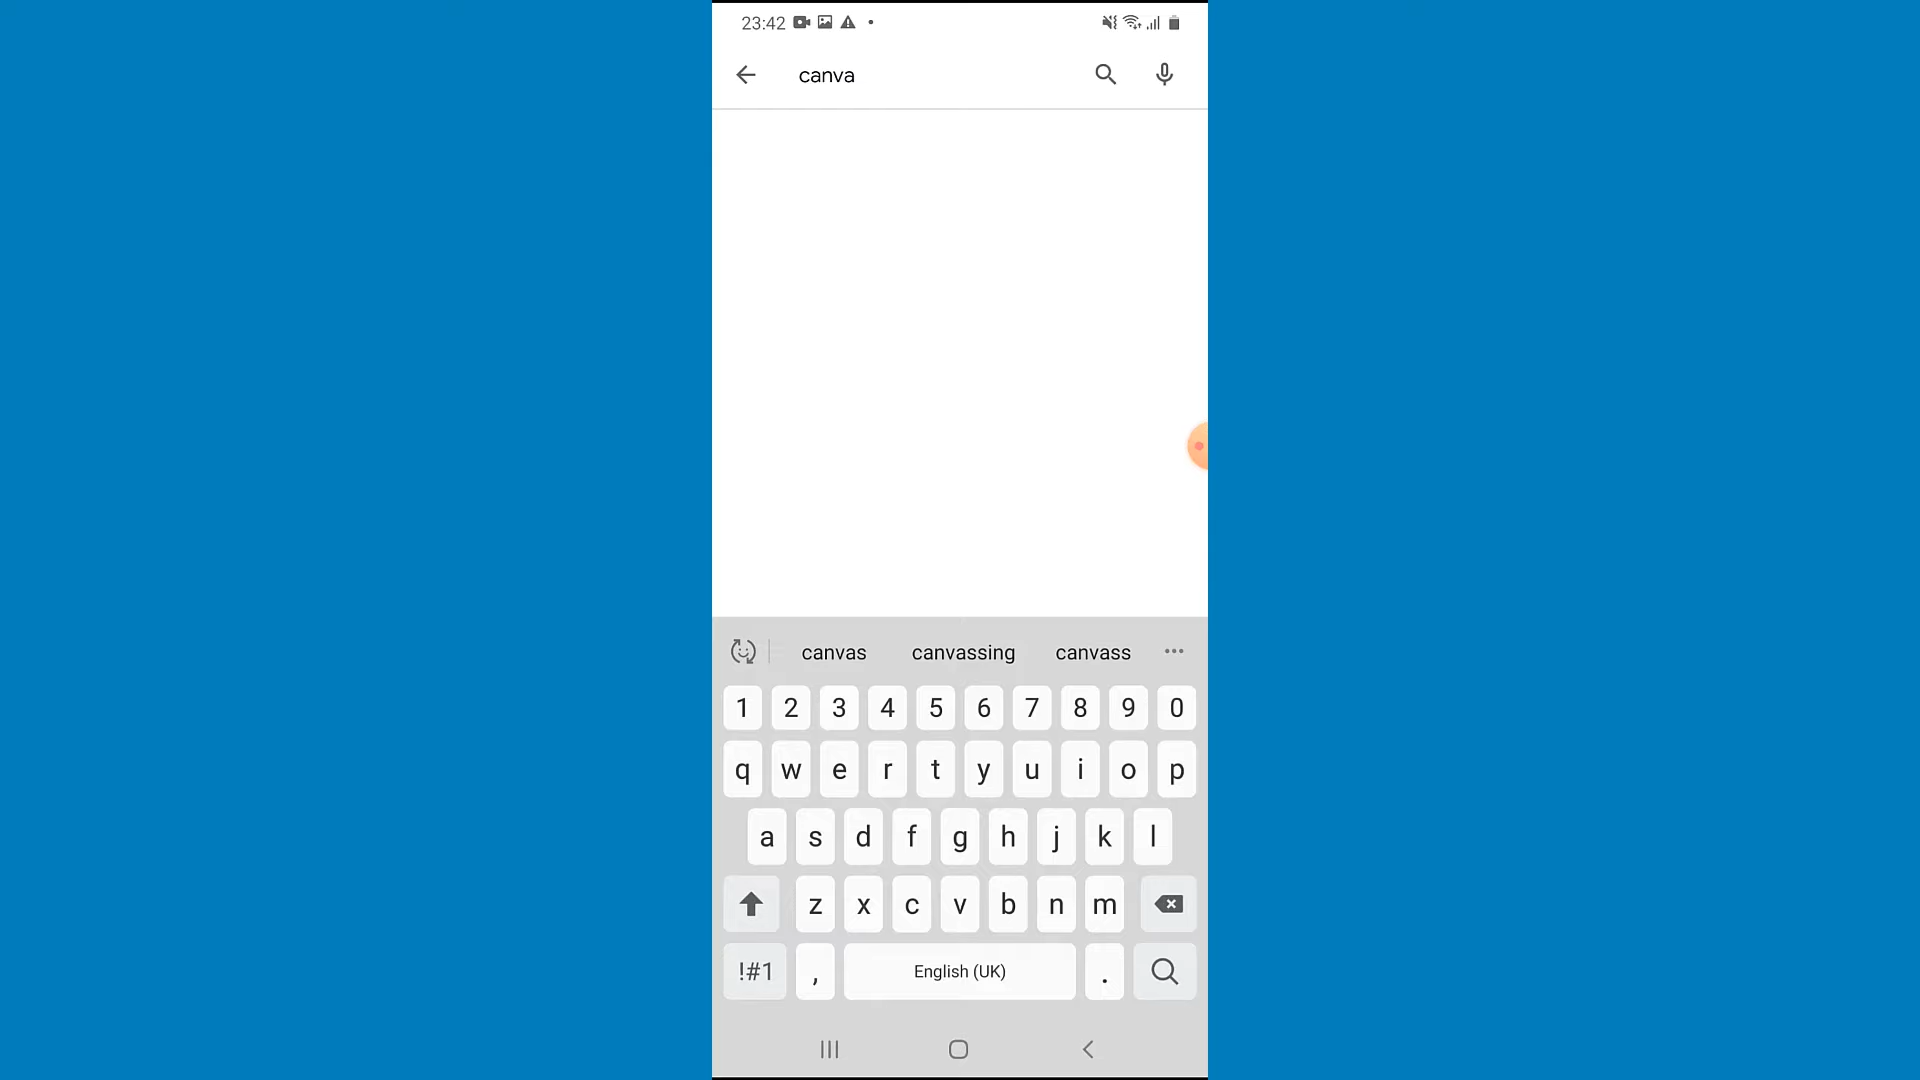 23:42
canva
canvas canvassing canvass
1 2 3 4 5 6 7 8 9 0
q w e r t y u i o p
a s d f g h j k l
z x c v b n m
!#1 , English (UK) .